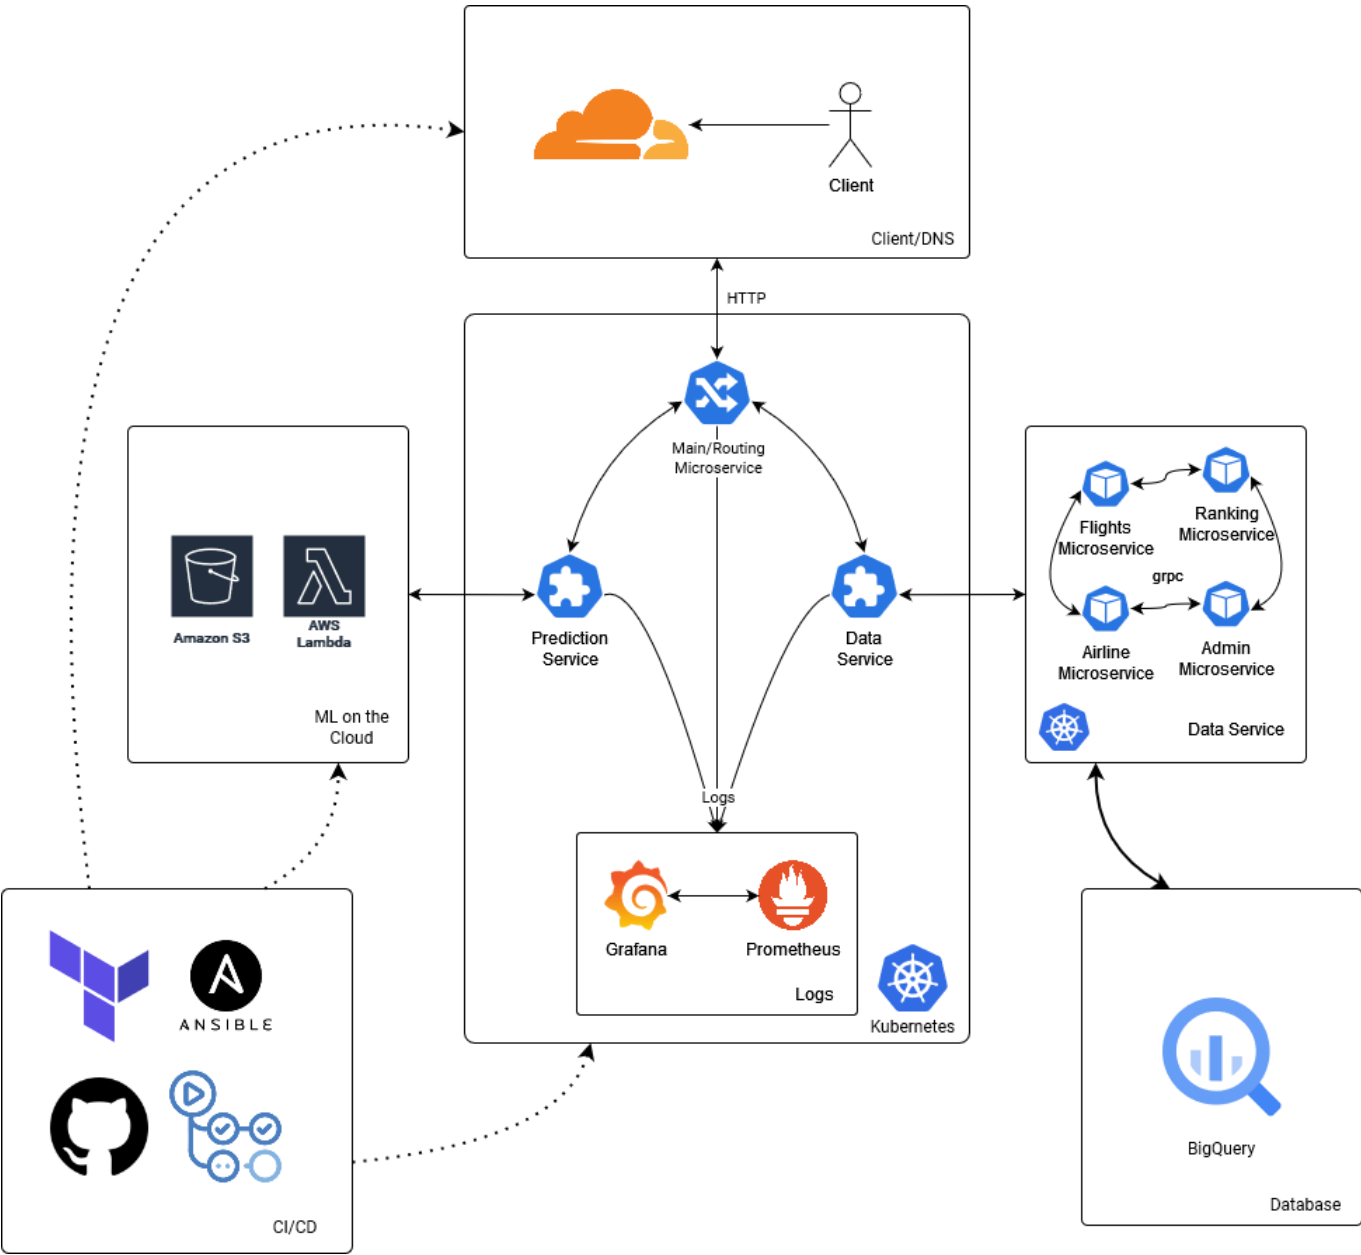 Client
Client/DNS
HTTP
Main/Routing
Microservice
Prediction
Service
Data
Service
Logs
Grafana
Prometheus
Logs
Kubernetes
Amazon S3
AWS
Lambda
ML on the
Cloud
Flights
Microservice
Ranking
Microservice
grpc
Airline
Microservice
Admin
Microservice
Data Service
ANSIBLE
CI/CD
BigQuery
Database